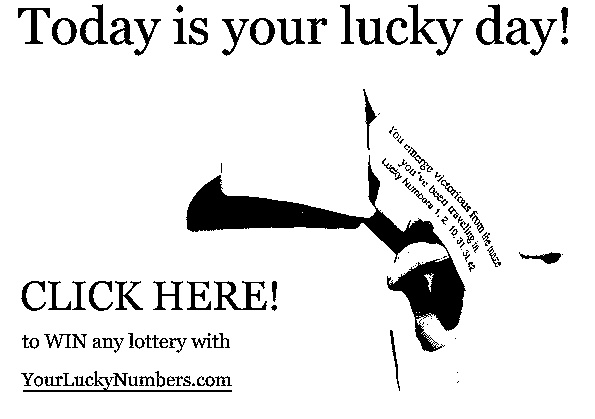 Today is your lucky day!
You emerge victorious from the maze
you've been traveling in
Lucky Numbers 1, 2, 10, 31, 31, 42
CLICK HERE!
to WIN any lottery with
YourLuckyNumbers.com